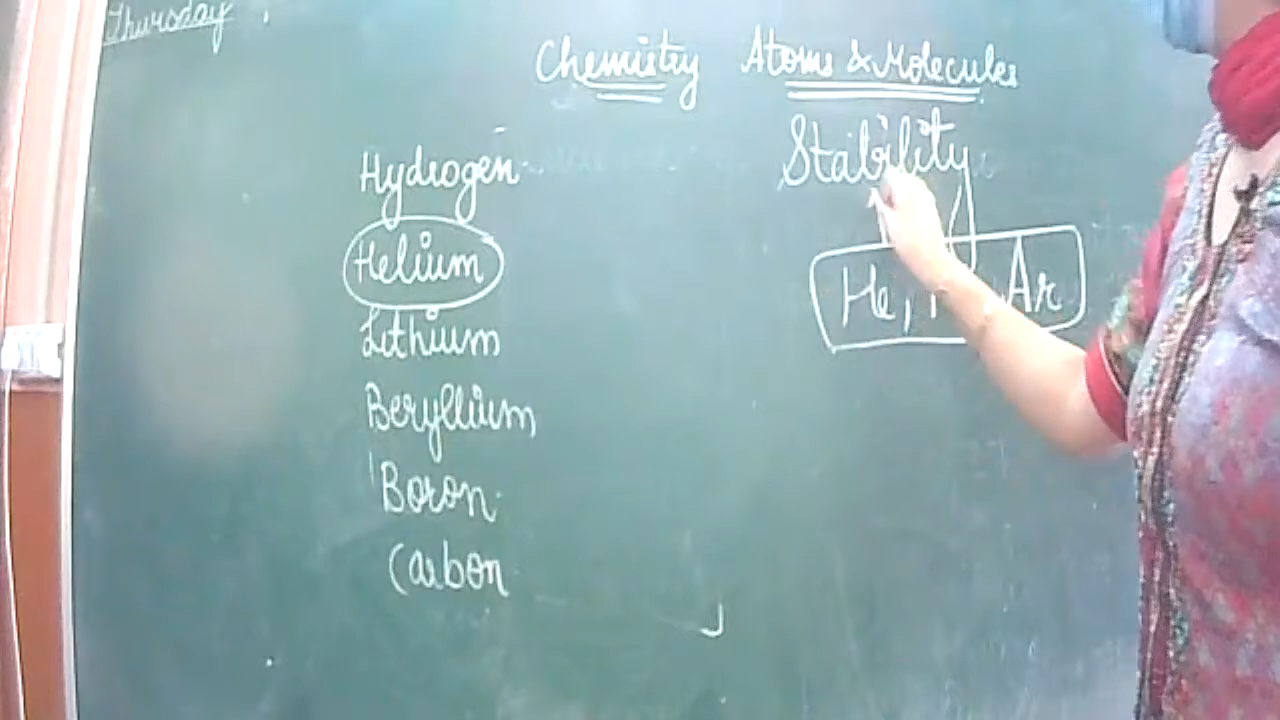 Thursday
Chemistry Atoms & Molecules
Stability
Hydrogen
Helium
He, Ar
Lithium
Beryllium
Boron
Carbon